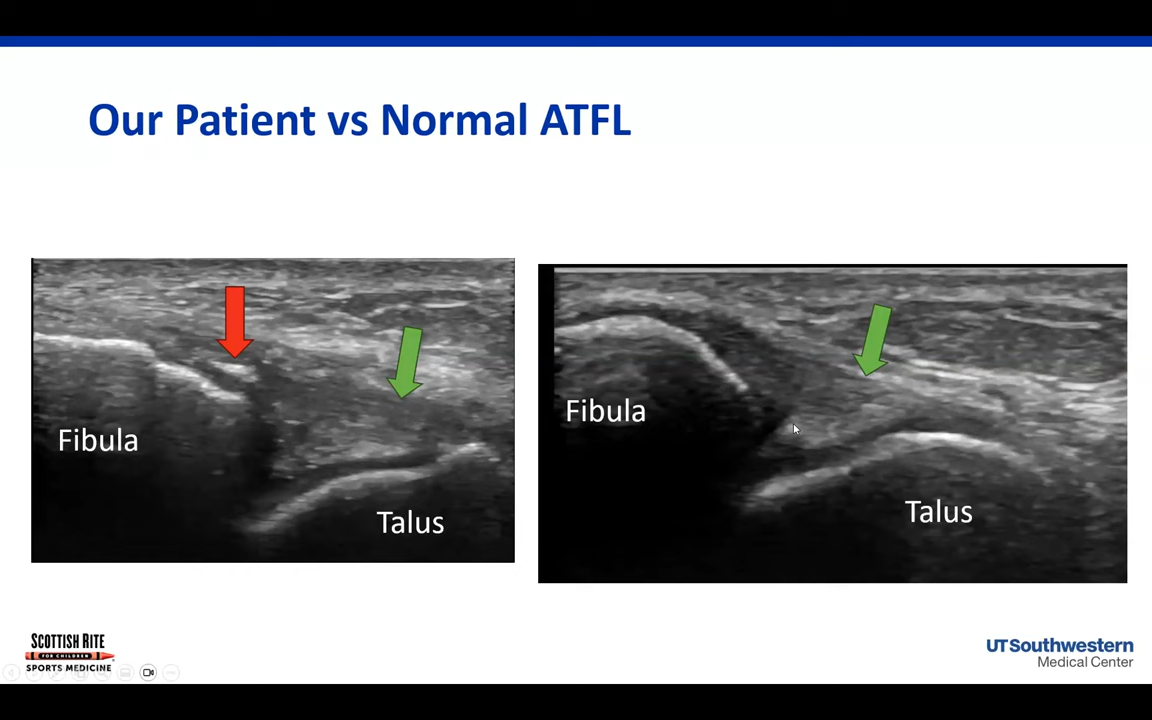 Our Patient vs Normal ATFL
Fibula
Talus
Fibula
Talus
SCOTTISH RITE
FOR CHILDREN
SPORTS MEDICINE
UTSouthwestern
Medical Center